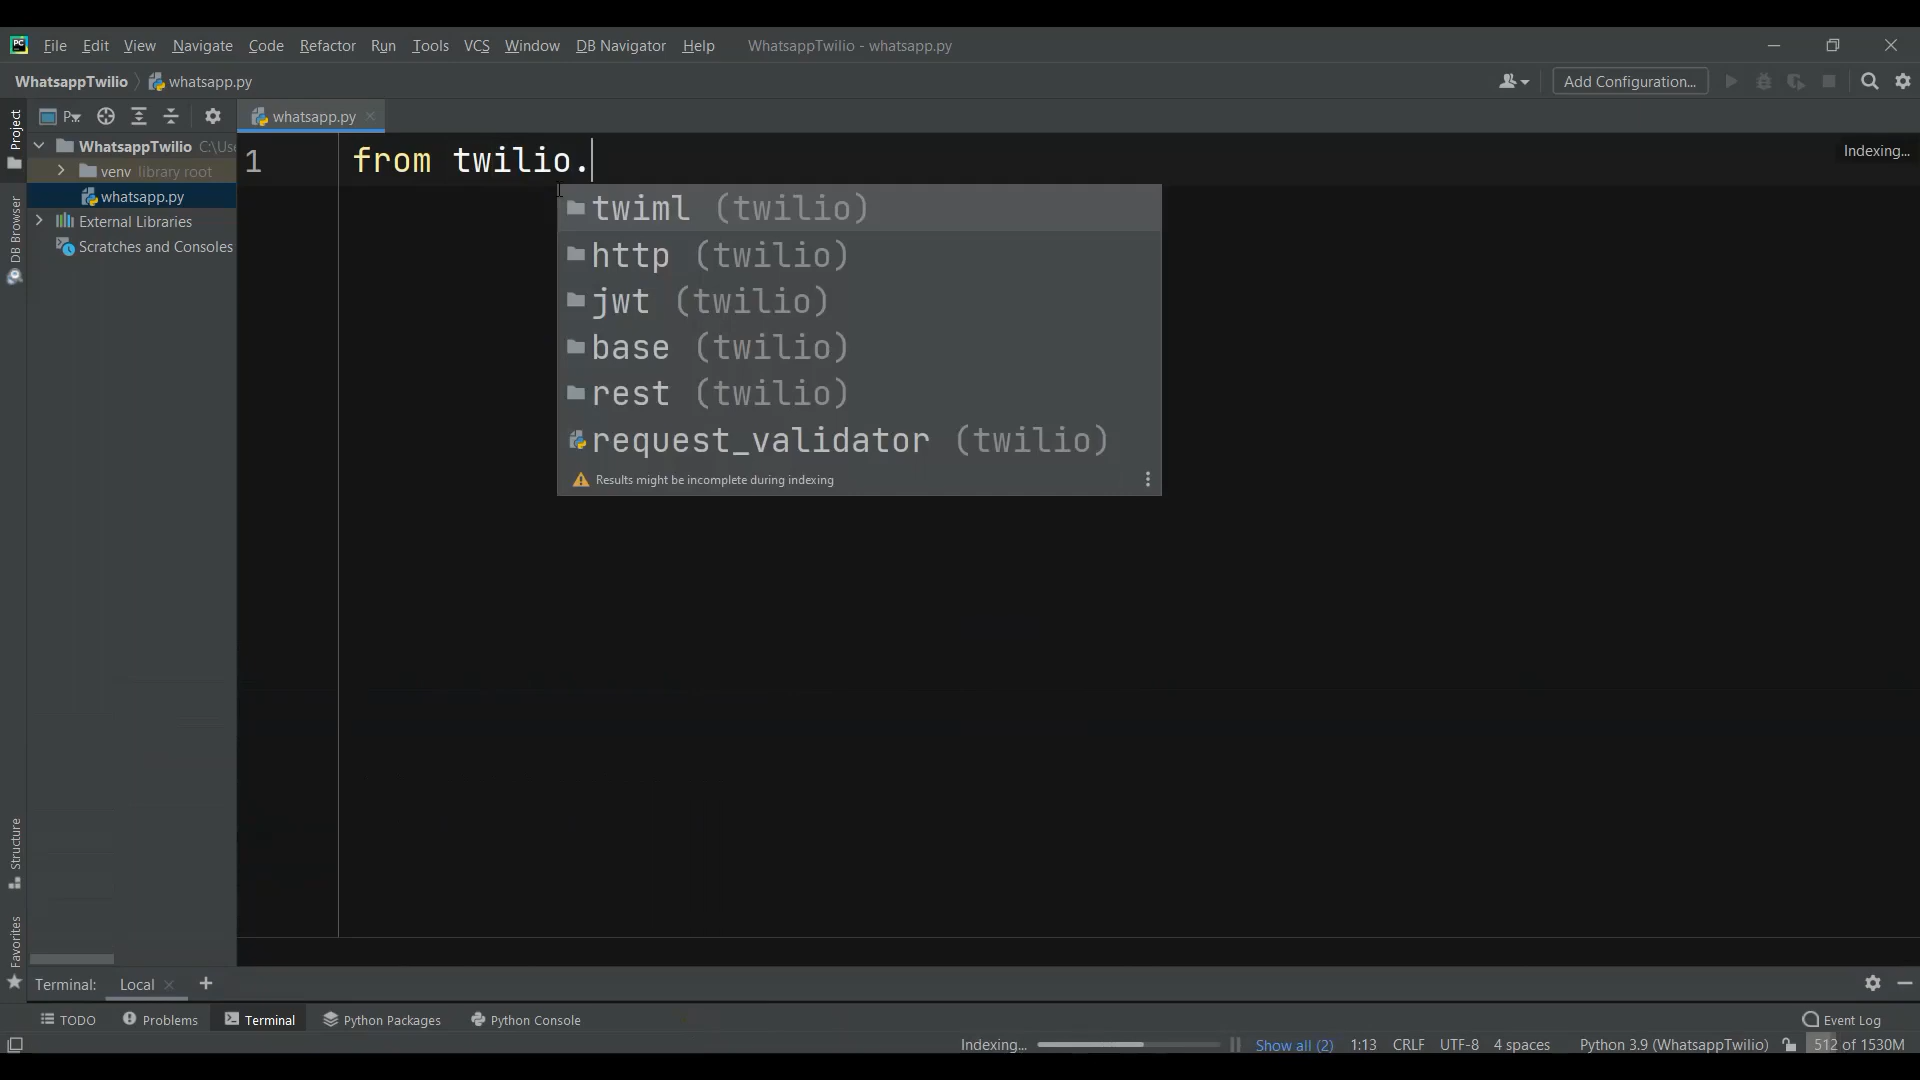 PC File Edit View Navigate Code Refactor Run Tools VCS Window DB Navigator Help WhatsappTwilio - whatsapp.py
WhatsappTwilio whatsapp.py Add Configuration...
P... whatsapp.py
Project
DB Browser
Structure
Favorites
WhatsappTwilio C:\Use
venv library root
whatsapp.py
External Libraries
Scratches and Consoles
1 from twilio.
Indexing...
twiml (twilio)
http (twilio)
jwt (twilio)
base (twilio)
rest (twilio)
request_validator (twilio)
Results might be incomplete during indexing
Terminal: Local
TODO Problems Terminal Python Packages Python Console Event Log
Indexing... Show all (2) 1:13 CRLF UTF-8 4 spaces Python 3.9 (WhatsappTwilio) 512 of 1530M